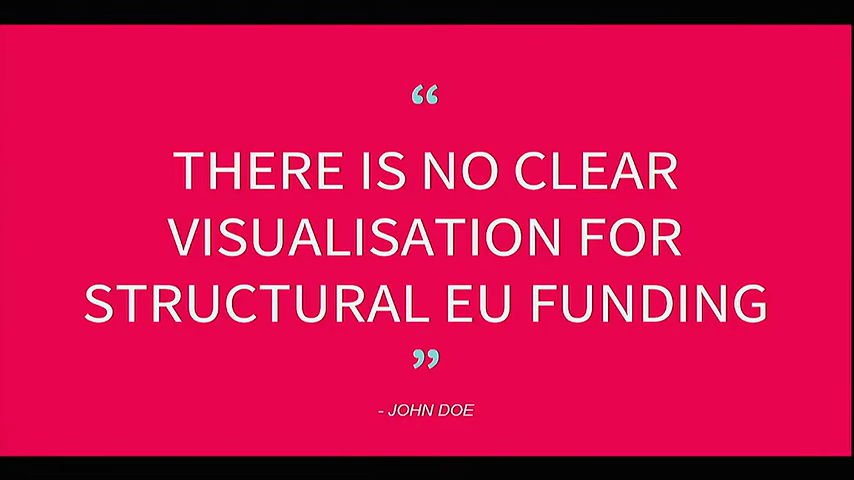 “
THERE IS NO CLEAR
VISUALISATION FOR
STRUCTURAL EU FUNDING
”
- JOHN DOE